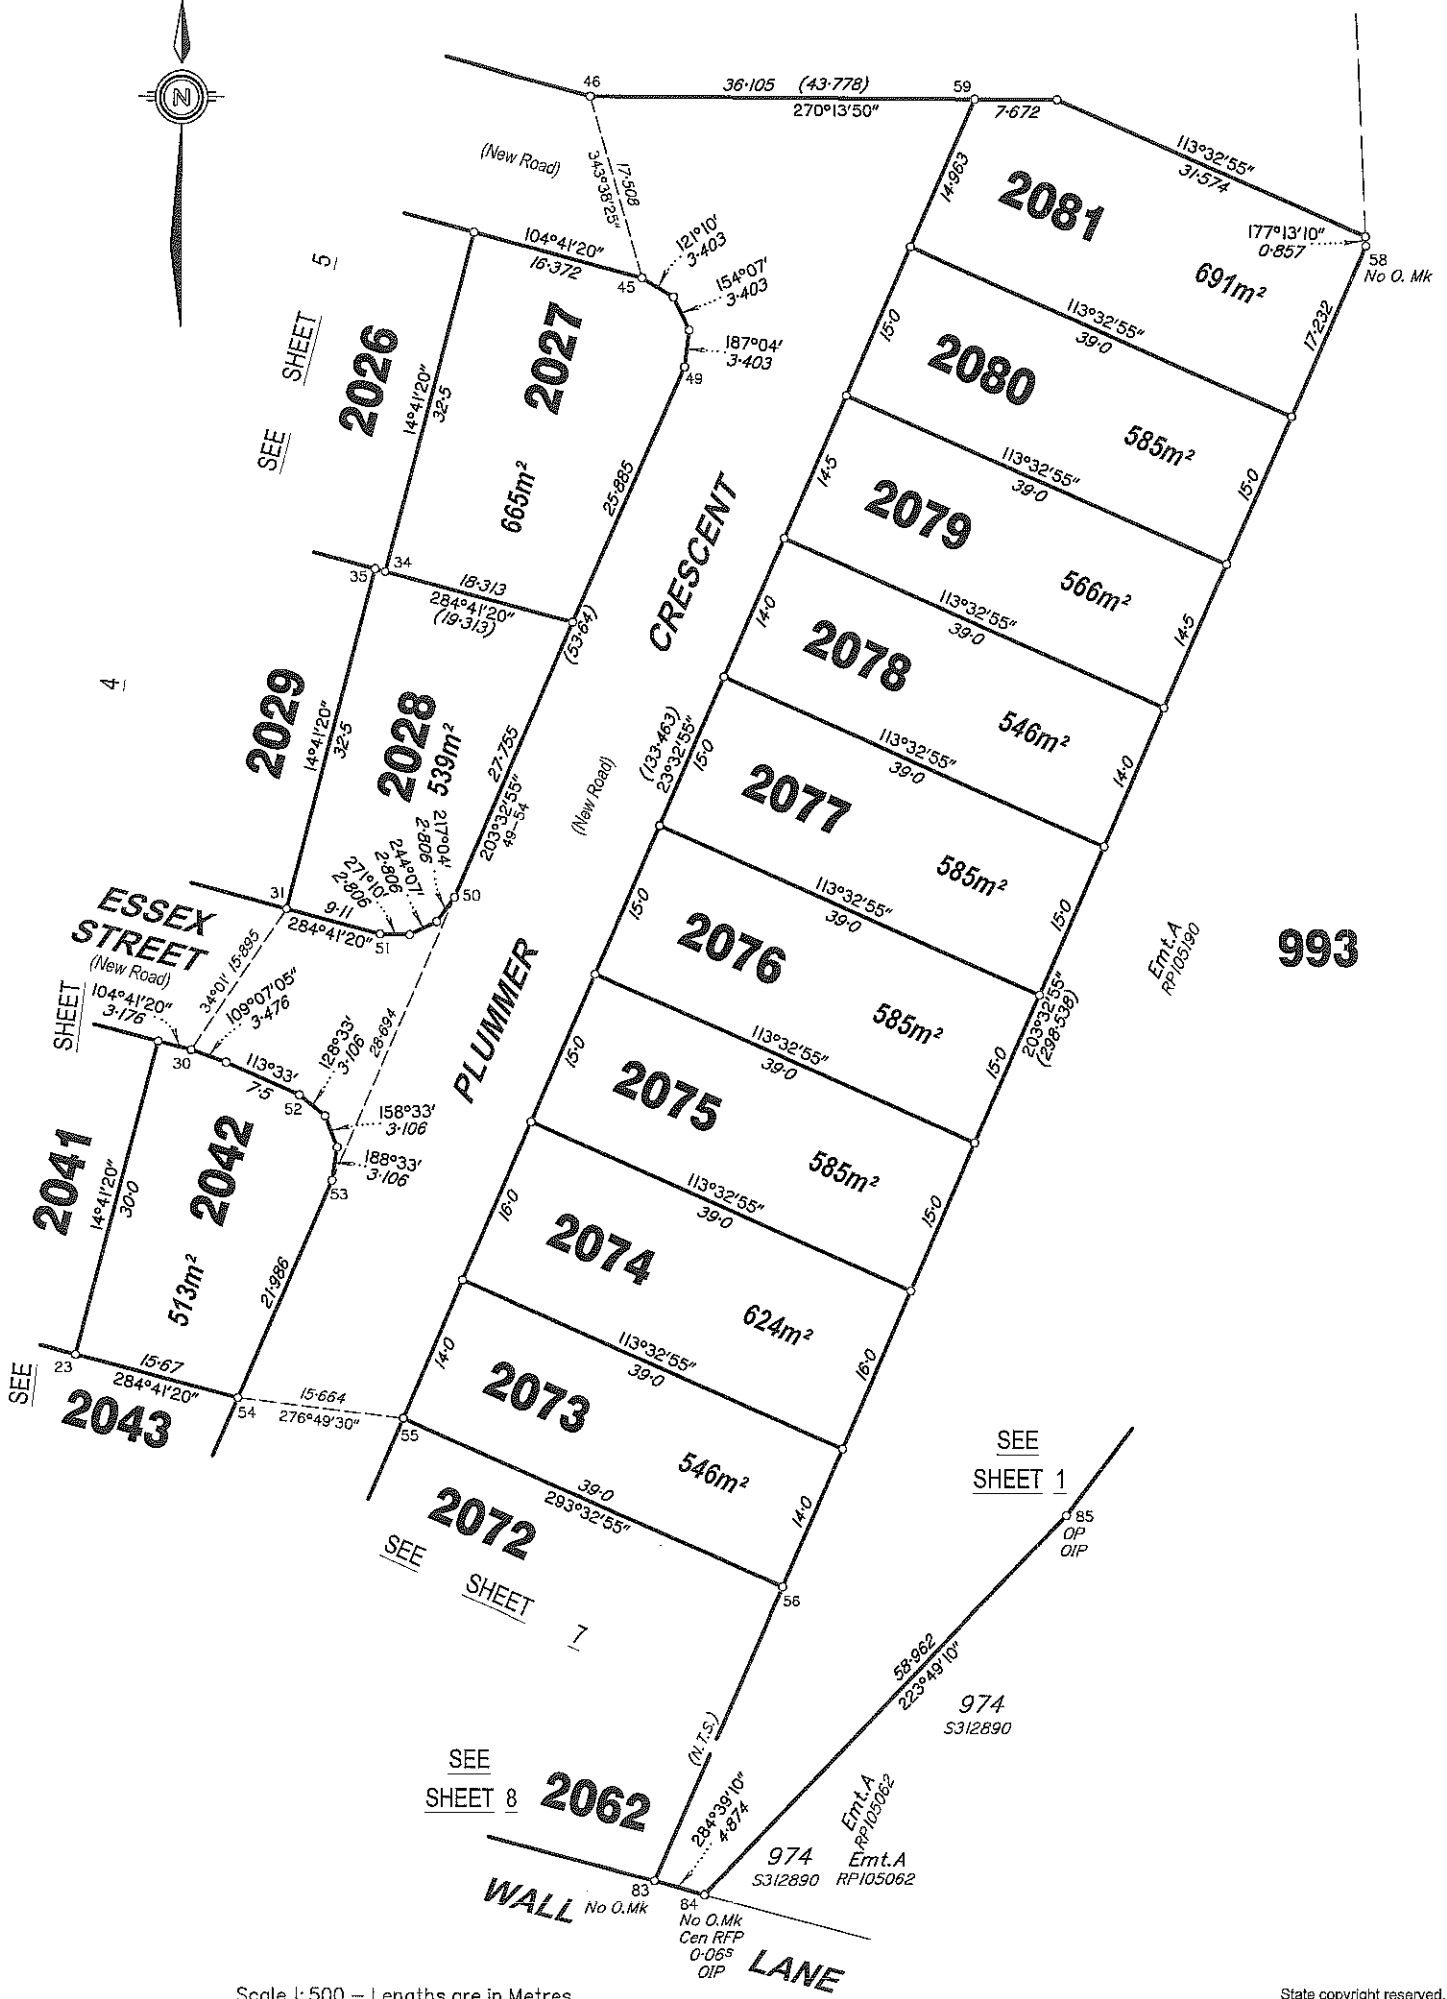 N
46
36·105 (43·778)
270°13'50"
59
7·672
113°32'55"
31·574
(New Road)
17·508
343°38'25"
14·963
2081
177°13'10"
0·857
58
No O. Mk
691m²
17·232
5
SHEET
SEE
104°41'20"
16·372
45
121°10'
3·403
154°07'
3·403
187°04'
3·403
49
2026
14°41'20"
32·5
2027
665m²
25·885
15·0
113°32'55"
39·0
2080
585m²
15·0
14·5
113°32'55"
39·0
2079
566m²
14·5
35
34
18·313
284°41'20"
(19·313)
(53·64)
CRESCENT
14·0
113°32'55"
39·0
2078
546m²
14·0
4
2029
14°41'20"
32·5
2028
539m²
27·755
203°32'55"
49–54
(New Road)
(133·463)
23°32'55"
15·0
113°32'55"
39·0
2077
585m²
15·0
217°04'
2·806
244°07'
2·806
271°10'
2·806
50
31
9·11
284°41'20"
51
ESSEX
STREET
(New Road)
34°01' 15·895
SHEET
104°41'20"
3·176
30
109°07'05"
3·476
28·694
113°33'
7·5
52
128°33'
3·106
158°33'
3·106
188°33'
3·106
53
PLUMMER
15·0
113°32'55"
39·0
2076
585m²
15·0
203°32'55"
(298·538)
Emt.A
RP105190
993
15·0
113°32'55"
39·0
2075
585m²
15·0
2041
14°41'20"
30·0
2042
513m²
21·986
16·0
113°32'55"
39·0
2074
624m²
16·0
SEE
23
15·67
284°41'20"
2043
54
15·664
276°49'30"
55
14·0
113°32'55"
39·0
2073
546m²
14·0
39·0
293°32'55"
2072
SEE
SHEET
7
56
SEE
SHEET 1
85
OP
OIP
58·962
223°49'10"
974
S312890
(N.T.S.)
SEE
SHEET 8
2062
284°39'10"
4·874
Emt.A
RP105062
974
S312890
Emt.A
RP105062
83
No O.Mk
84
No O.Mk
Cen RFP
0·06ˢ
OIP
WALL
LANE
Scale 1:500 – Lengths are in Metres.
State copyright reserved.